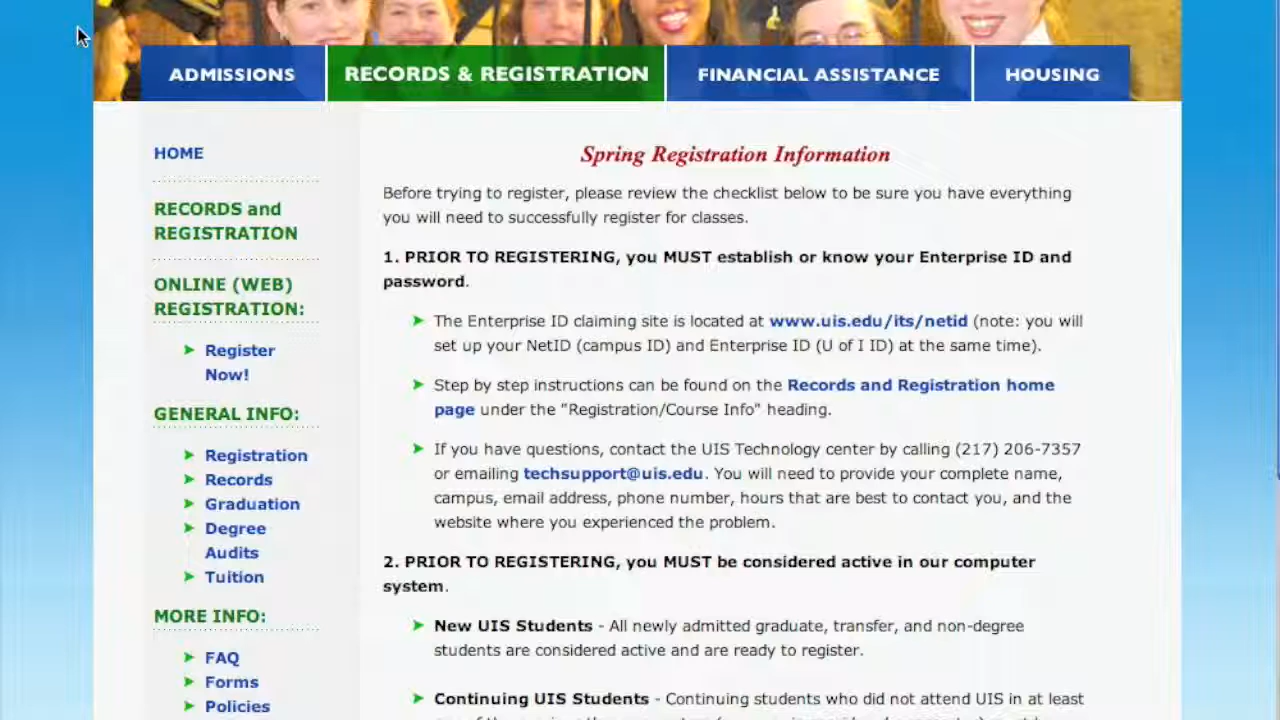 ADMISSIONS
RECORDS & REGISTRATION
FINANCIAL ASSISTANCE
HOUSING
HOME
RECORDS and
REGISTRATION
ONLINE (WEB)
REGISTRATION:
Register
Now!
GENERAL INFO:
Registration
Records
Graduation
Degree
Audits
Tuition
MORE INFO:
FAQ
Forms
Policies
Spring Registration Information
Before trying to register, please review the checklist below to be sure you have everything
you will need to successfully register for classes.
1. PRIOR TO REGISTERING, you MUST establish or know your Enterprise ID and
password.
The Enterprise ID claiming site is located at www.uis.edu/its/netid (note: you will
set up your NetID (campus ID) and Enterprise ID (U of I ID) at the same time).
Step by step instructions can be found on the Records and Registration home
page under the "Registration/Course Info" heading.
If you have questions, contact the UIS Technology center by calling (217) 206-7357
or emailing techsupport@uis.edu. You will need to provide your complete name,
campus, email address, phone number, hours that are best to contact you, and the
website where you experienced the problem.
2. PRIOR TO REGISTERING, you MUST be considered active in our computer
system.
New UIS Students - All newly admitted graduate, transfer, and non-degree
students are considered active and are ready to register.
Continuing UIS Students - Continuing students who did not attend UIS in at least